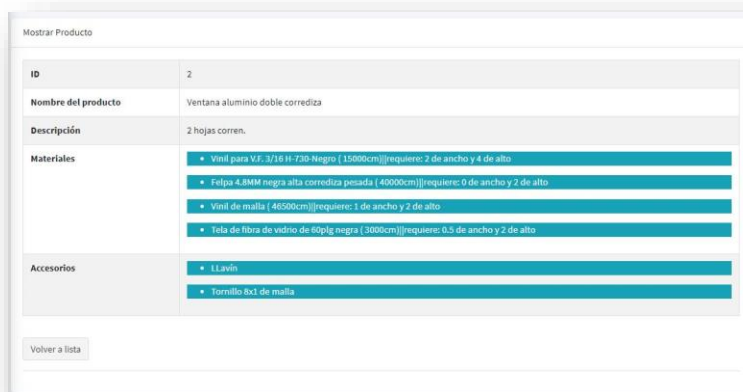 Mostrar Producto
ID 2
Nombre del producto Ventana aluminio doble corrediza
Descripción 2 hojas corren.
Materiales
• Vinil para V.F. 3/16 H-730-Negro ( 15000cm)||requiere: 2 de ancho y 4 de alto
• Felpa 4.8MM negra alta corrediza pesada ( 40000cm)||requiere: 0 de ancho y 2 de alto
• Vinil de malla ( 46500cm)||requiere: 1 de ancho y 2 de alto
• Tela de fibra de vidrio de 60plg negra ( 3000cm)||requiere: 0.5 de ancho y 2 de alto
Accesorios
• LLavín
• Tornillo 8x1 de malla
Volver a lista